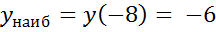 yнаиб = y(−8) = −6